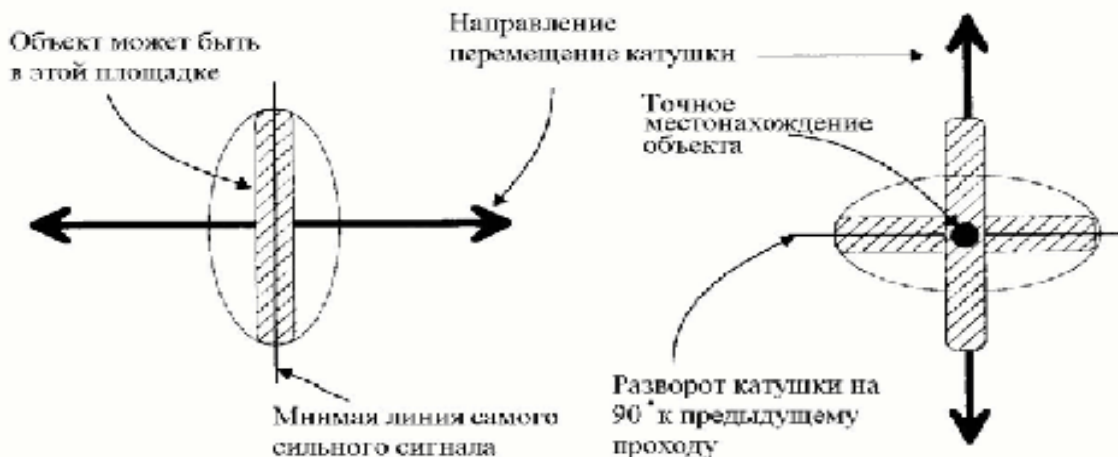 Объект может быть
в этой площадке
Направление
перемещение катушки
Точное
местонахождение
объекта
Мнимая линия самого
сильного сигнала
Разворот катушки на
90° к предыдущему
проходу